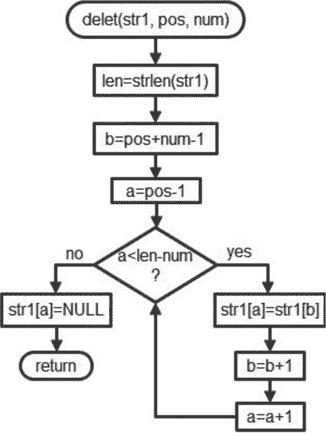 delet(str1, pos, num)
len=strlen(str1)
b=pos+num-1
a=pos-1
a<len-num
?
no
yes
str1[a]=NULL
str1[a]=str1[b]
return
b=b+1
a=a+1